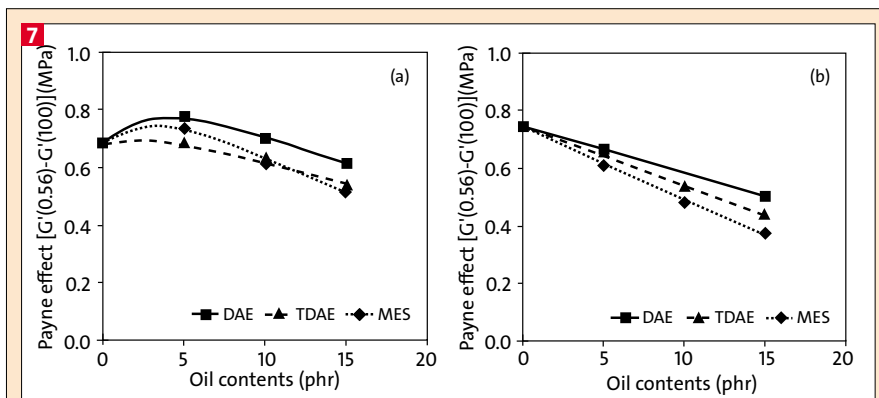 7
Payne effect [G'(0.56)-G'(100)](MPa)
1.0
0.8
0.6
0.4
0.2
0.0
(a)
DAE TDAE MES
0 5 10 15 20
Oil contents (phr)
Payne effect [G'(0.56)-G'(100)](MPa)
1.0
0.8
0.6
0.4
0.2
0.0
(b)
DAE TDAE MES
0 5 10 15 20
Oil contents (phr)